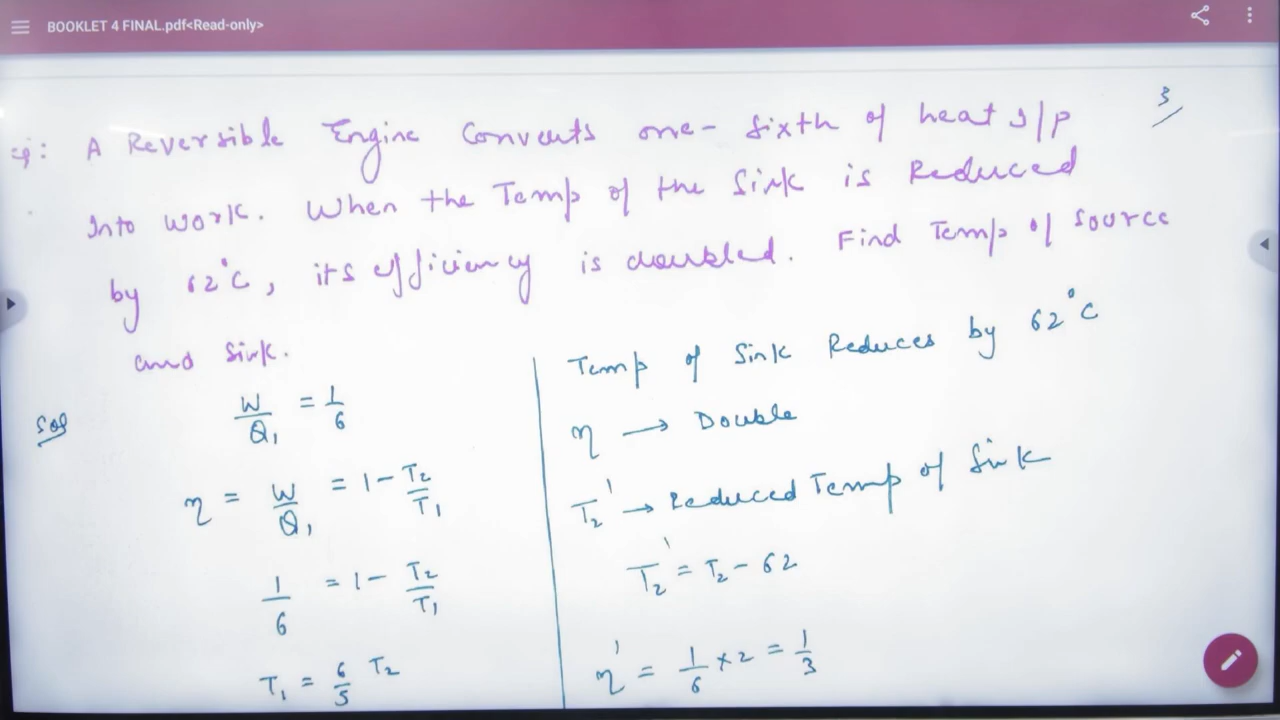 BOOKLET 4 FINAL.pdf<Read-only>
3
eg: A Reversible Engine Converts one-sixth of heat I/P
Into work. When the Temp of the Sink is Reduced
by 62°C, its efficiency is doubled. Find Temp of source
and Sink.
Sol
W/Q₁ = 1/6
η = W/Q₁ = 1 - T₂/T₁
1/6 = 1 - T₂/T₁
T₁ = 6/5 T₂
Temp of Sink Reduces by 62°C
η → Double
T₂' → Reduced Temp of Sink
T₂' = T₂ - 62
η' = 1/6 × 2 = 1/3